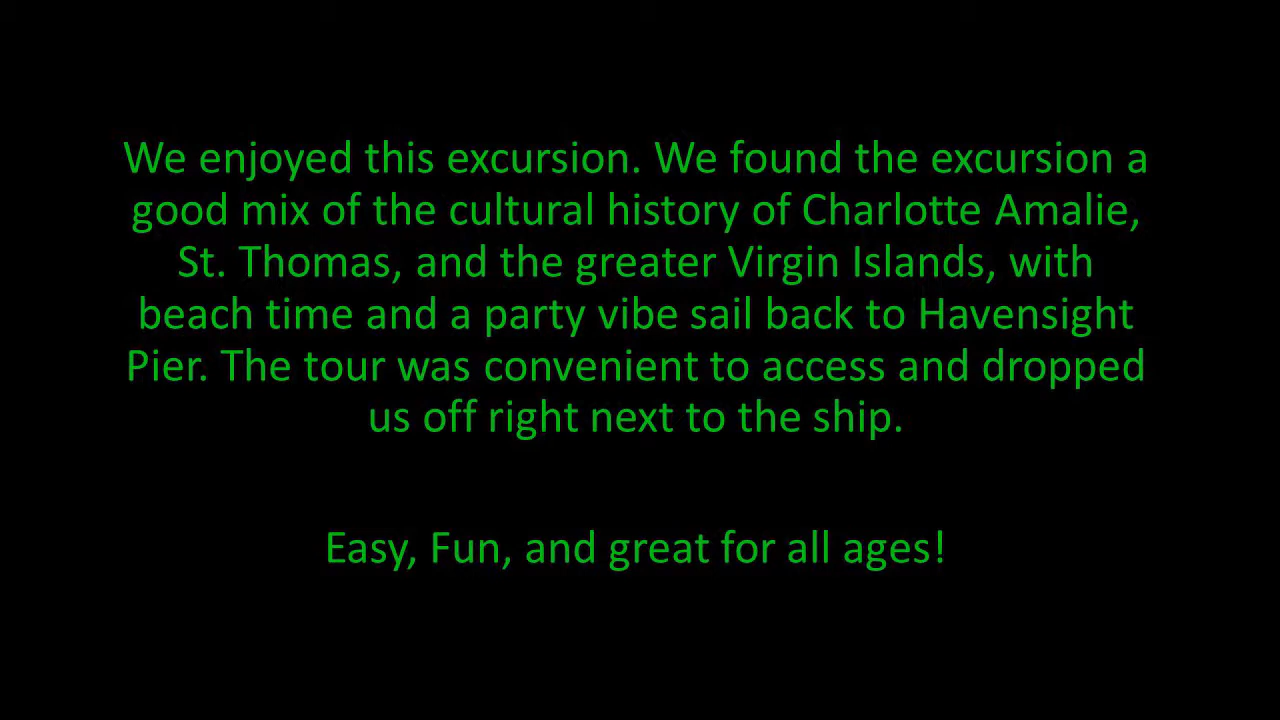 We enjoyed this excursion. We found the excursion a
good mix of the cultural history of Charlotte Amalie,
St. Thomas, and the greater Virgin Islands, with
beach time and a party vibe sail back to Havensight
Pier. The tour was convenient to access and dropped
us off right next to the ship.
Easy, Fun, and great for all ages!